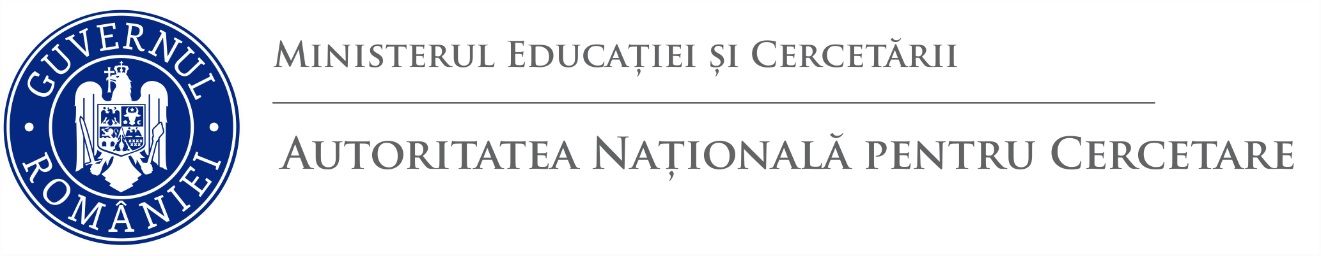 GUVERNUL
ROMÂNIEI
Ministerul Educației și Cercetării
Autoritatea Națională pentru Cercetare